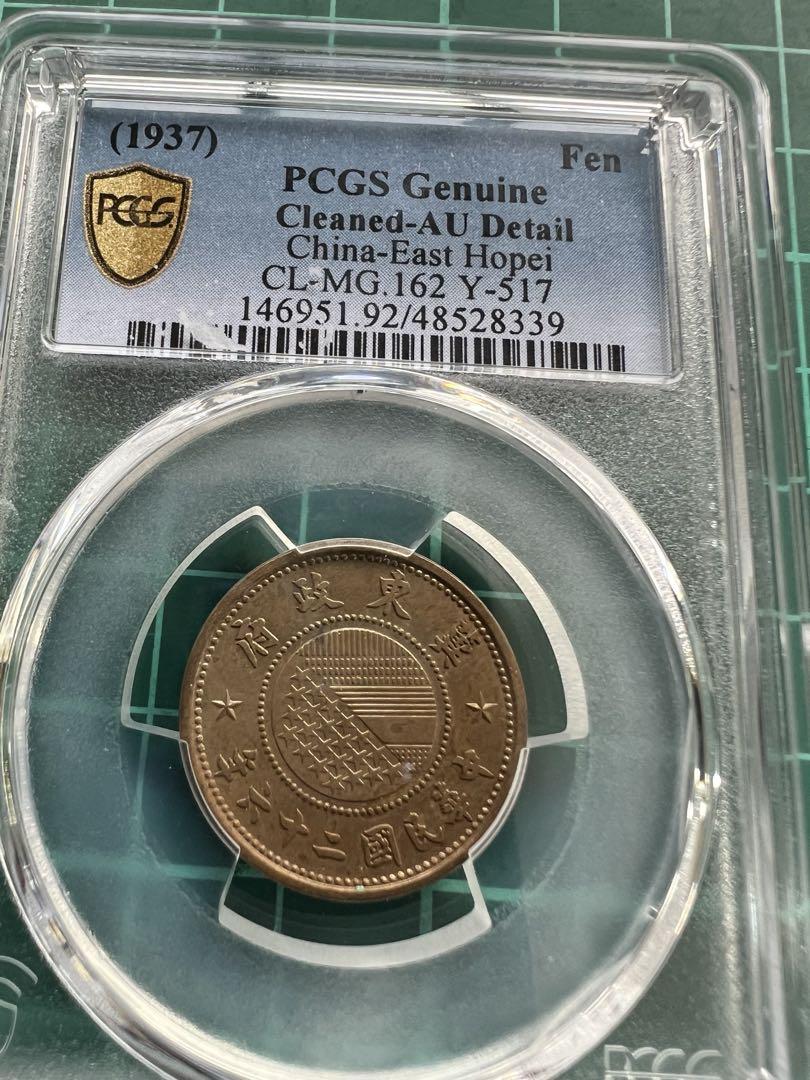 (1937) Fen
PCGS
PCGS Genuine
Cleaned-AU Detail
China-East Hopei
CL-MG.162 Y-517
146951.92/48528339
冀東政府
中華民國二十六年
PCGS